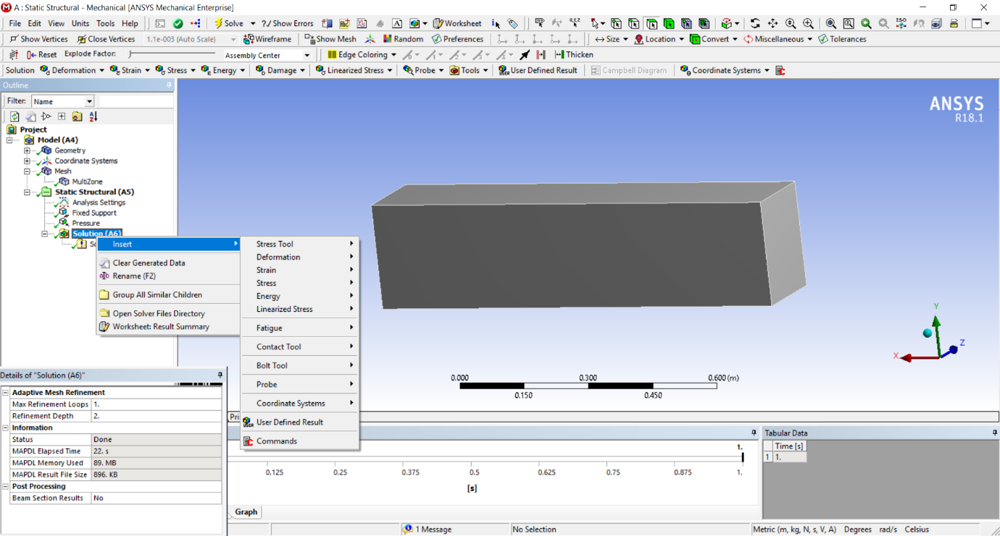 A : Static Structural - Mechanical [ANSYS Mechanical Enterprise]
File Edit View Units Tools Help Solve ?/ Show Errors Worksheet
Show Vertices Close Vertices 1.1e-003 (Auto Scale) Wireframe Show Mesh Random Preferences Size Location Convert Miscellaneous Tolerances
Reset Explode Factor: Assembly Center Edge Coloring Thicken
Solution Deformation Strain Stress Energy Damage Linearized Stress Probe Tools User Defined Result Campbell Diagram Coordinate Systems
Outline
Filter: Name
Project
Model (A4)
Geometry
Coordinate Systems
Mesh
MultiZone
Static Structural (A5)
Analysis Settings
Fixed Support
Pressure
Solution (A6)
Insert
Clear Generated Data
Rename (F2)
Group All Similar Children
Open Solver Files Directory
Worksheet: Result Summary
Stress Tool
Deformation
Strain
Stress
Energy
Linearized Stress
Fatigue
Contact Tool
Bolt Tool
Probe
Coordinate Systems
User Defined Result
Commands
ANSYS
R18.1
Y
Z
X
0.000 0.300 0.600 (m)
0.150 0.450
Details of "Solution (A6)"
Adaptive Mesh Refinement
Max Refinement Loops 1.
Refinement Depth 2.
Information
Status Done
MAPDL Elapsed Time 22. s
MAPDL Memory Used 89. MB
MAPDL Result File Size 896. KB
Post Processing
Beam Section Results No
Pri
1.
0.125 0.25 0.375 0.5 0.625 0.75 0.875 1.
[s]
Graph
Tabular Data
Time [s]
1 1.
1 Message No Selection Metric (m, kg, N, s, V, A) Degrees rad/s Celsius